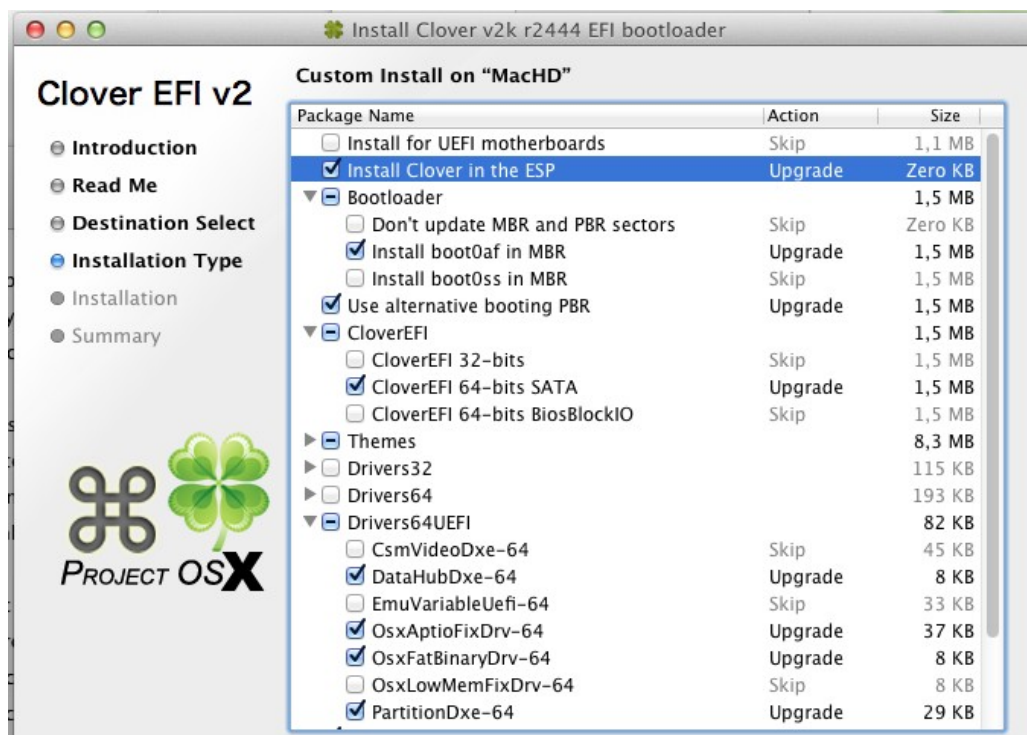 Install Clover v2k r2444 EFI bootloader
Clover EFI v2
Introduction
Read Me
Destination Select
Installation Type
Installation
Summary
PROJECT OSX
Custom Install on “MacHD”
Package Name Action Size
Install for UEFI motherboards Skip 1,1 MB
Install Clover in the ESP Upgrade Zero KB
Bootloader 1,5 MB
Don't update MBR and PBR sectors Skip Zero KB
Install boot0af in MBR Upgrade 1,5 MB
Install boot0ss in MBR Skip 1,5 MB
Use alternative booting PBR Upgrade 1,5 MB
CloverEFI 1,5 MB
CloverEFI 32-bits Skip 1,5 MB
CloverEFI 64-bits SATA Upgrade 1,5 MB
CloverEFI 64-bits BiosBlockIO Skip 1,5 MB
Themes 8,3 MB
Drivers32 115 KB
Drivers64 193 KB
Drivers64UEFI 82 KB
CsmVideoDxe-64 Skip 45 KB
DataHubDxe-64 Upgrade 8 KB
EmuVariableUefi-64 Skip 33 KB
OsxAptioFixDrv-64 Upgrade 37 KB
OsxFatBinaryDrv-64 Upgrade 8 KB
OsxLowMemFixDrv-64 Skip 8 KB
PartitionDxe-64 Upgrade 29 KB